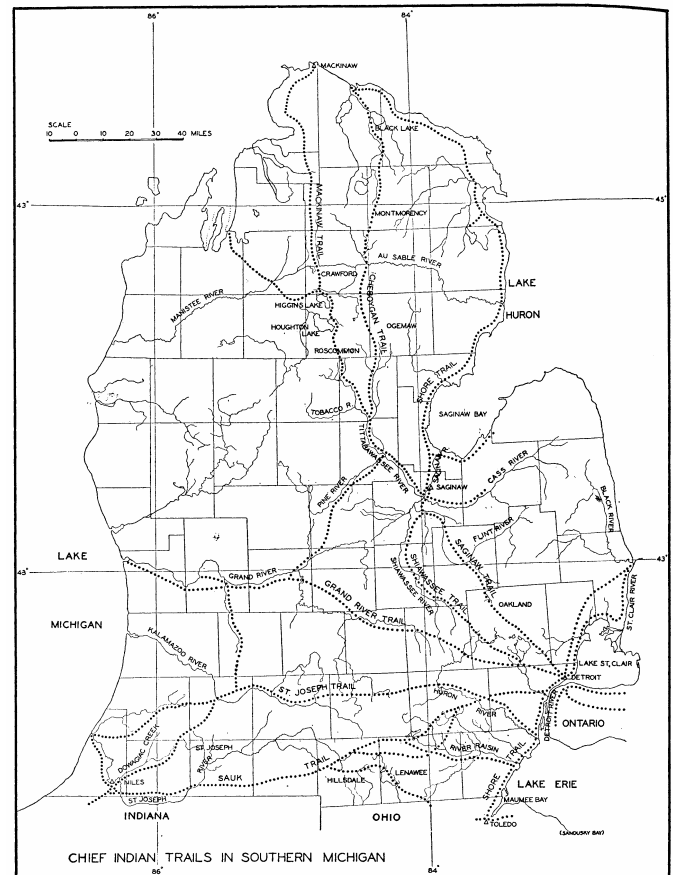 86°
84°
MACKINAW
SCALE
10 0 10 20 30 40 MILES
BLACK LAKE
43°
45°
MACKINAW TRAIL
MONTMORENCY
AU SABLE RIVER
CRAWFORD
CHEBOYGAN TRAIL
LAKE
HURON
MANISTEE RIVER
HIGGINS LAKE
HOUGHTON
LAKE
OGEMAW
ROSCOMMON
SHORE TRAIL
TOBACCO R.
SAGINAW BAY
TITTABAWASSEE RIVER
SAGINAW R.
SAGINAW
CASS RIVER
PINE RIVER
BLACK RIVER
FLINT RIVER
LAKE
43°
43°
GRAND RIVER
SHIAWASSEE RIVER
SHIAWASSEE TRAIL
SAGINAW TRAIL
GRAND RIVER TRAIL
OAKLAND
ST. CLAIR RIVER
MICHIGAN
KALAMAZOO RIVER
LAKE ST. CLAIR
DETROIT
ST. JOSEPH TRAIL
HURON
RIVER
DETROIT RIVER
ONTARIO
DOWAGIAC CREEK
ST. JOSEPH
RIVER
RIVER RAISIN
NILES
SAUK
TRAIL
HILLSDALE
LENAWEE
SHORE TRAIL
LAKE ERIE
ST. JOSEPH
MAUMEE BAY
INDIANA
OHIO
TOLEDO
(SANDUSKY BAY)
CHIEF INDIAN TRAILS IN SOUTHERN MICHIGAN
86°
84°